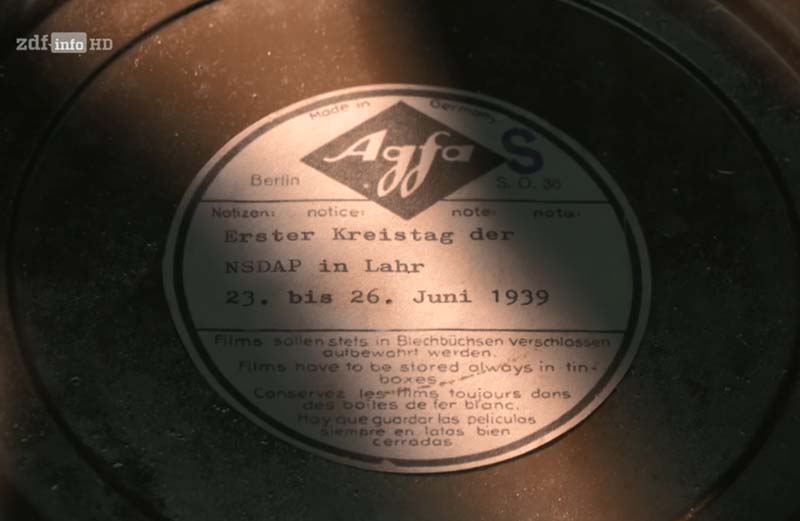 zdf.info HD
Made in Germany
Agfa S
Berlin S.O. 36
Notizen: notice: note: nota:
Erster Kreistag der
NSDAP in Lahr
23. bis 26. Juni 1939
Films sollen stets in Blechbüchsen verschlossen
aufbewahrt werden.
Films have to be stored always in tin-
boxes.
Conservez les films toujours dans
des boîtes de fer blanc.
Hay que guardar las peliculas
siempre en latas bien
cerradas.